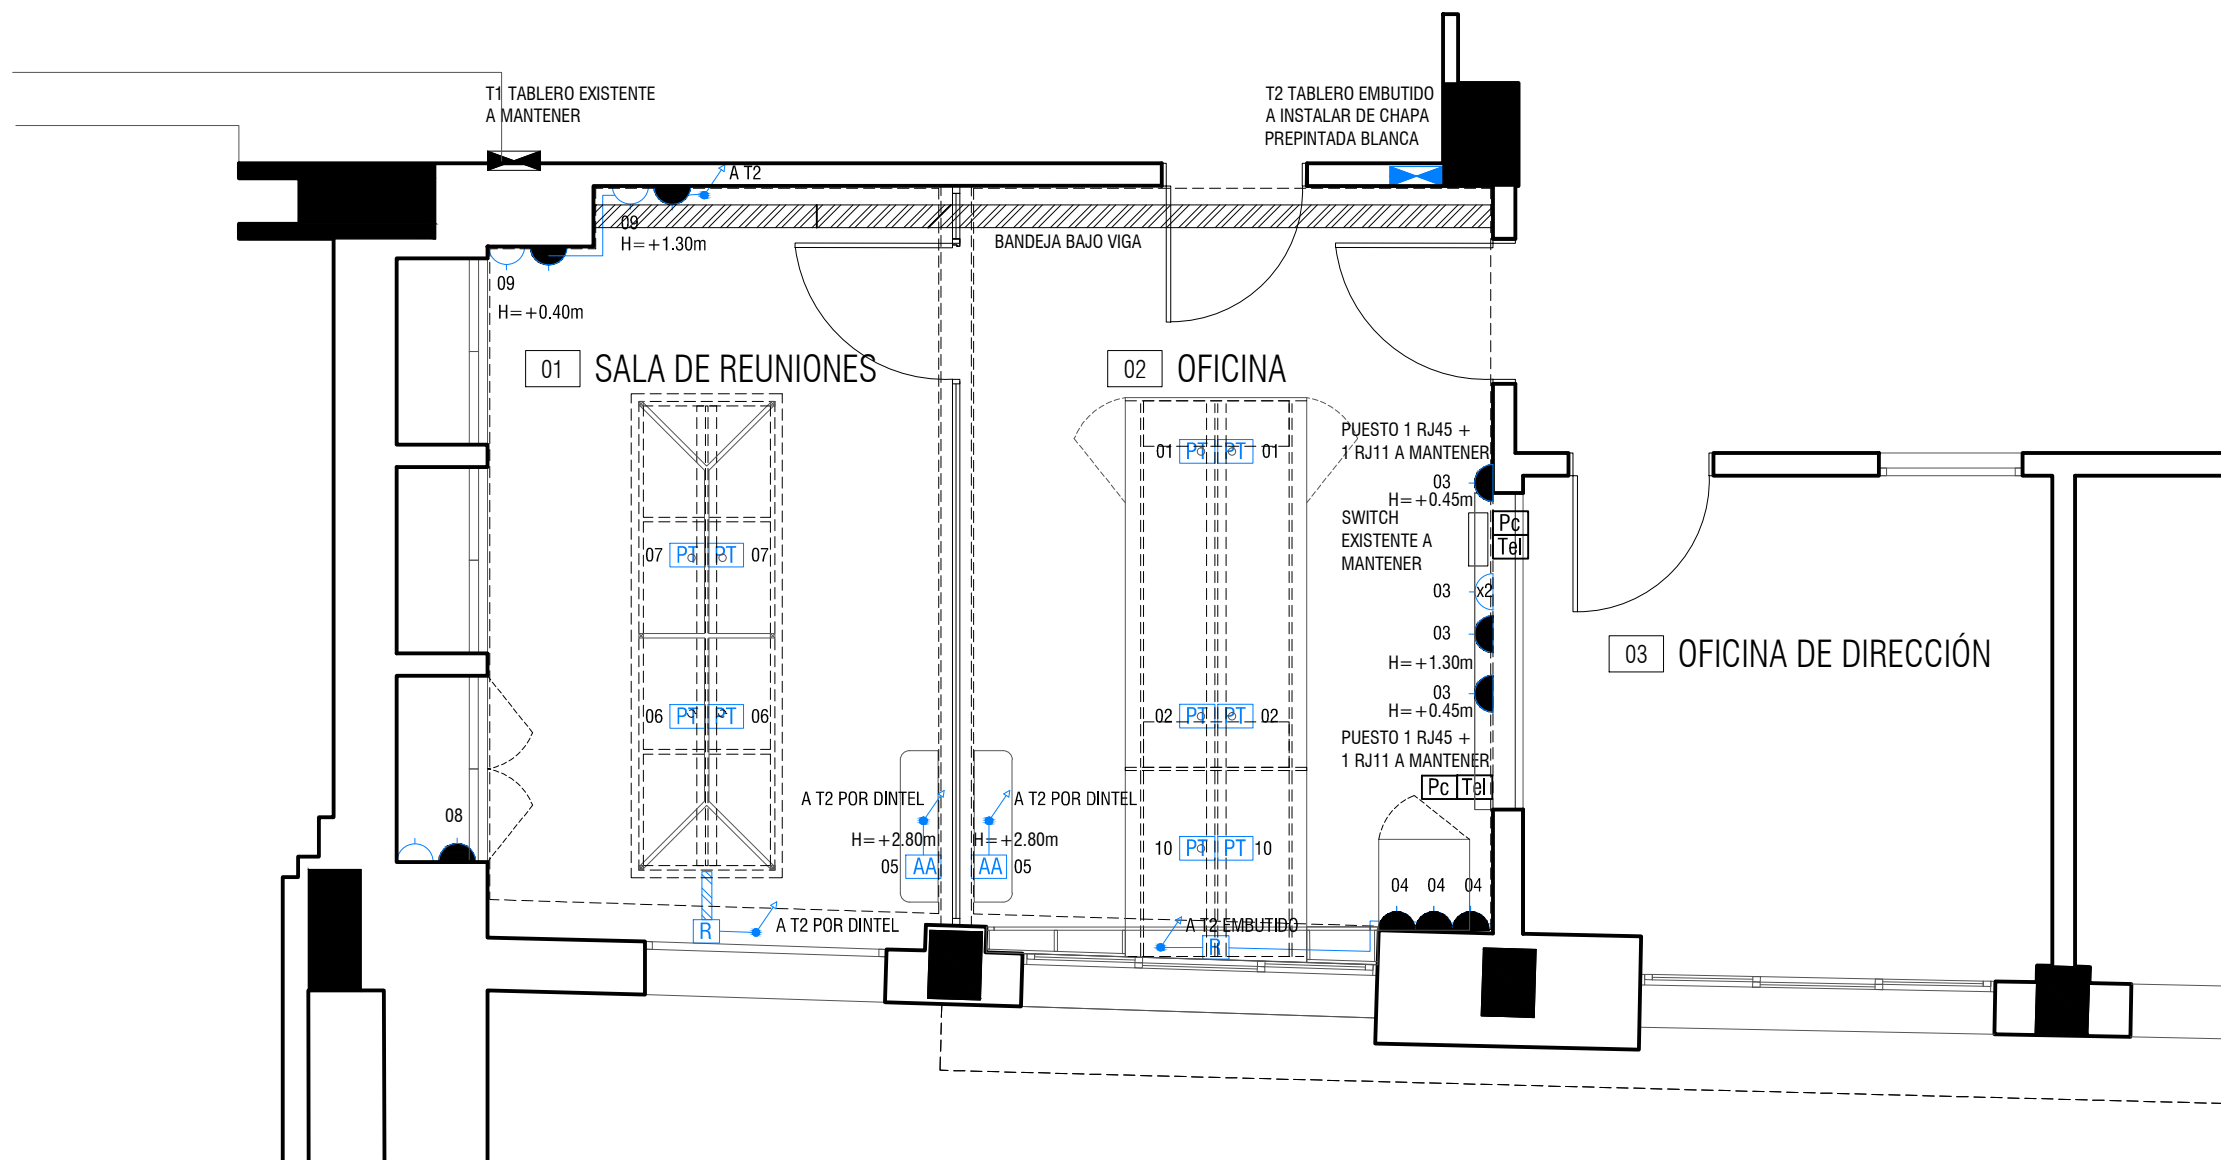 T1 TABLERO EXISTENTE
A MANTENER
T2 TABLERO EMBUTIDO
A INSTALAR DE CHAPA
PREPINTADA BLANCA
A T2
09
H=+1.30m
BANDEJA BAJO VIGA
09
H=+0.40m
01 SALA DE REUNIONES
02 OFICINA
PUESTO 1 RJ45 +
1 RJ11 A MANTENER
01 PT PT 01
03
H=+0.45m
SWITCH
EXISTENTE A
MANTENER
Pc
Tel
07 PT PT 07
03 x2
03
H=+1.30m
03 OFICINA DE DIRECCIÓN
03
H=+0.45m
06 PT PT 06
02 PT PT 02
PUESTO 1 RJ45 +
1 RJ11 A MANTENER
Pc Tel
A T2 POR DINTEL
A T2 POR DINTEL
08
H=+2.80m
H=+2.80m
10 PT PT 10
05 AA
AA 05
04 04 04
A T2 POR DINTEL
R
A T2 EMBUTIDO
R